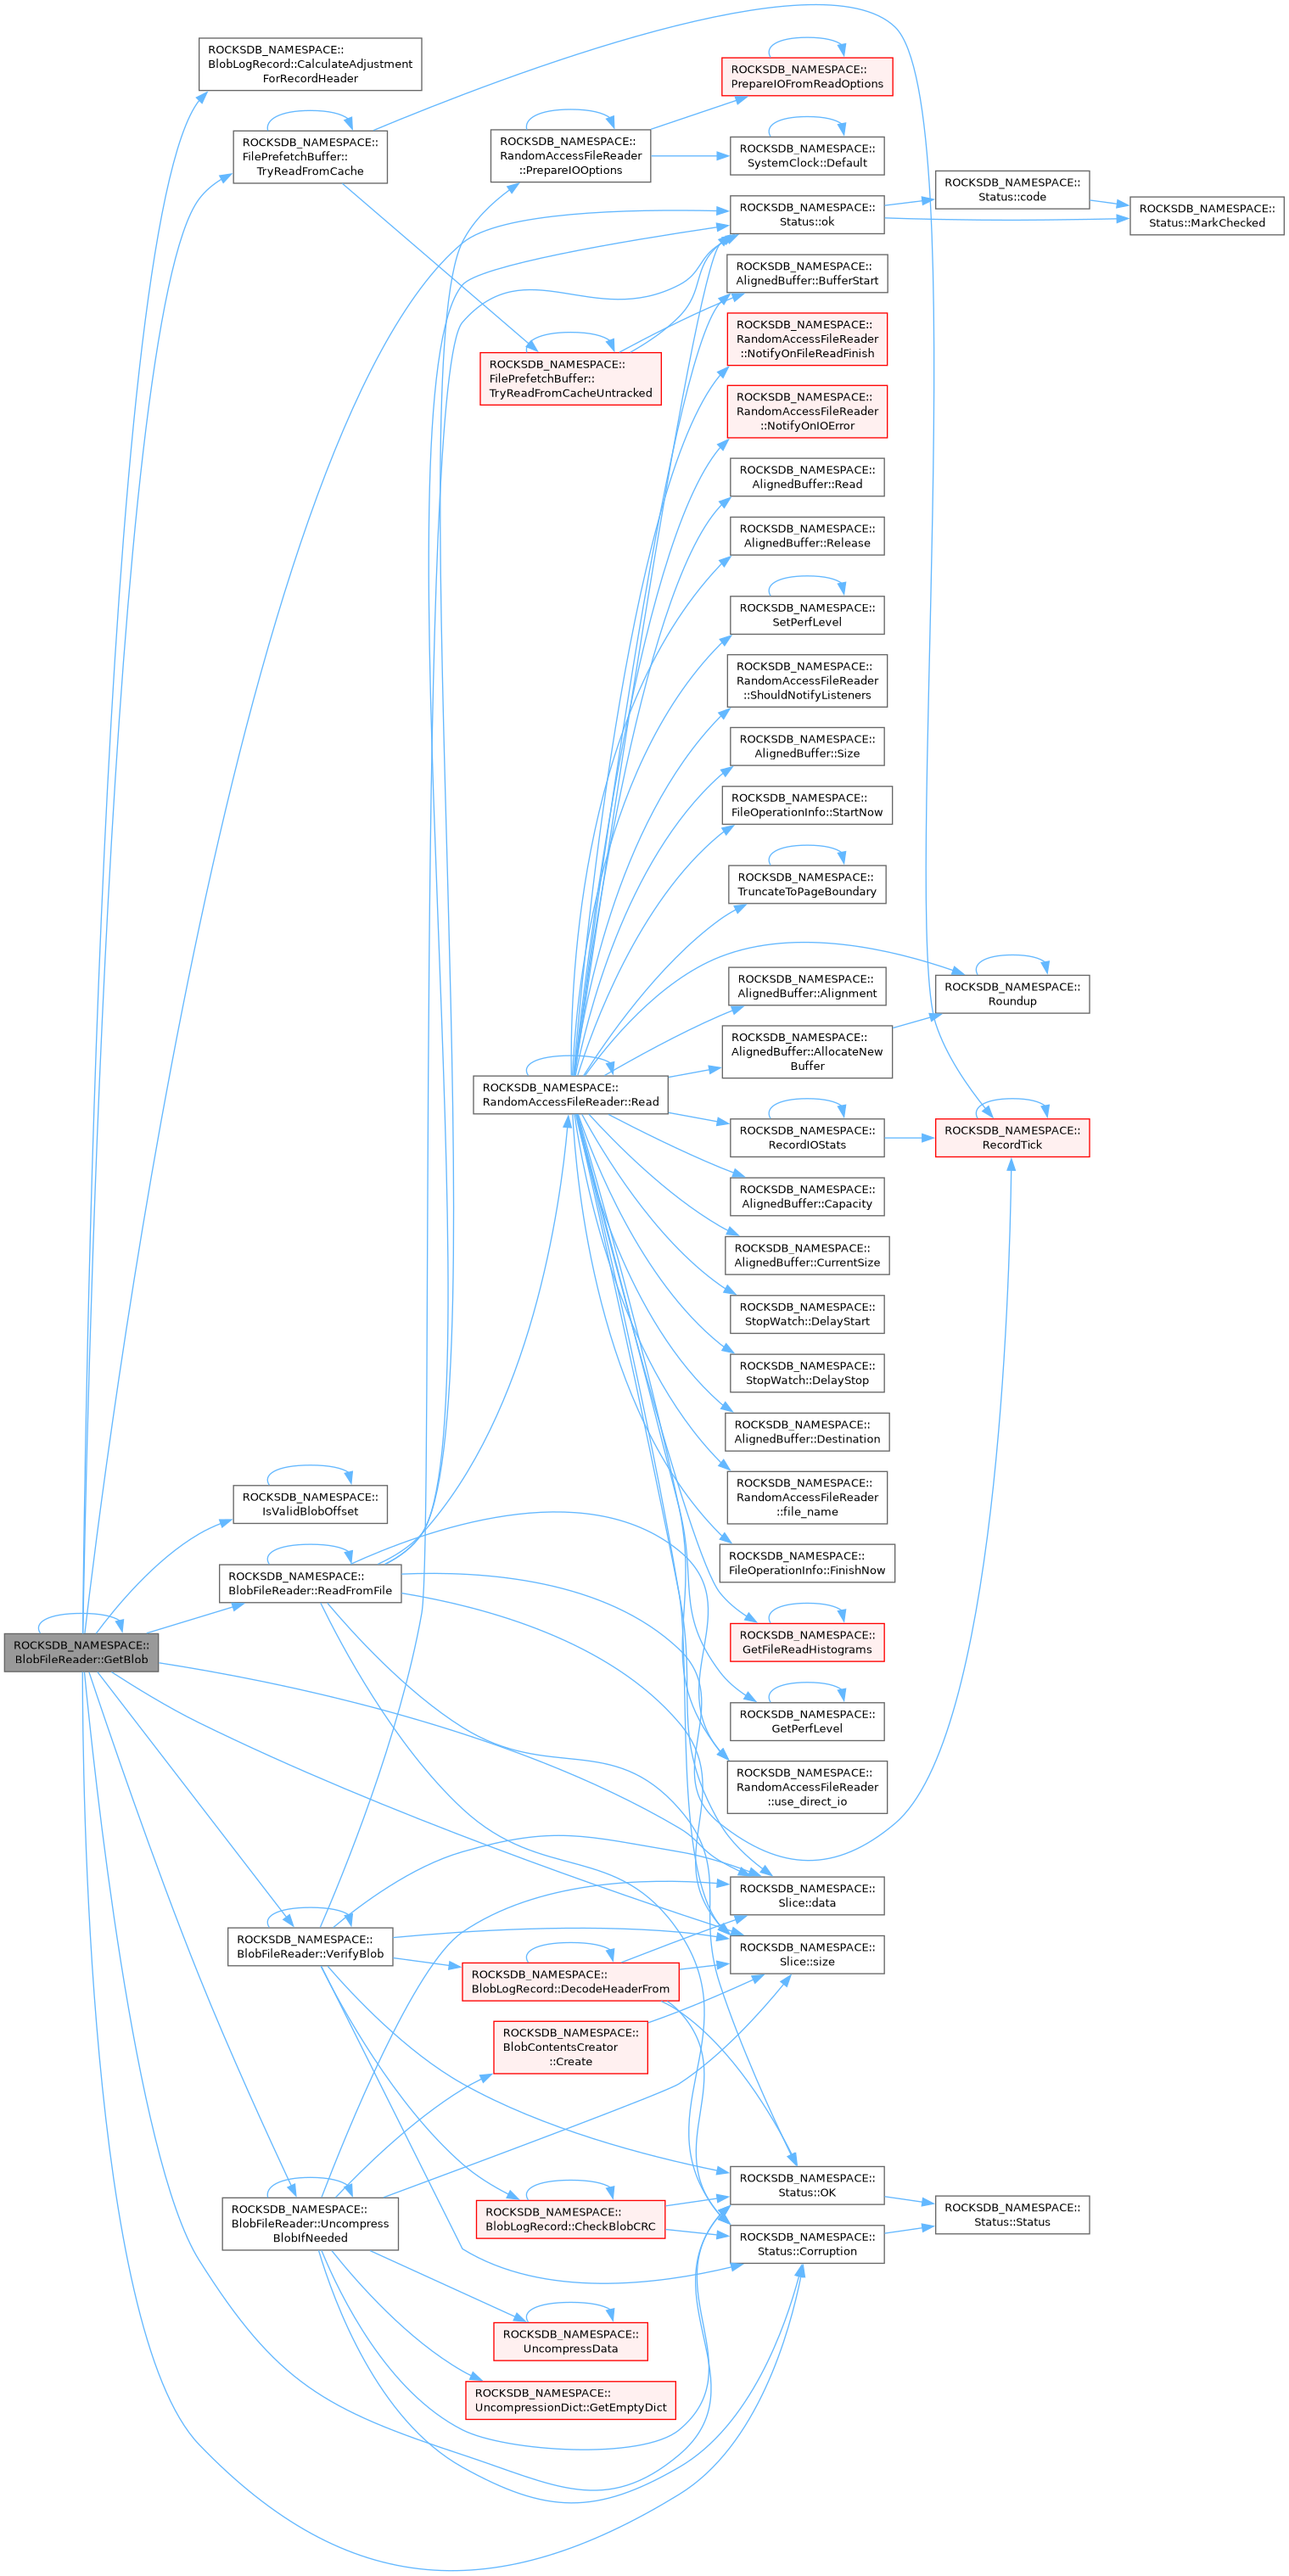 ROCKSDB_NAMESPACE::
BlobLogRecord::CalculateAdjustment
ForRecordHeader
ROCKSDB_NAMESPACE::
FilePrefetchBuffer::
TryReadFromCache
ROCKSDB_NAMESPACE::
IsValidBlobOffset
ROCKSDB_NAMESPACE::
BlobFileReader::ReadFromFile
ROCKSDB_NAMESPACE::
BlobFileReader::GetBlob
ROCKSDB_NAMESPACE::
BlobFileReader::VerifyBlob
ROCKSDB_NAMESPACE::
BlobFileReader::Uncompress
BlobIfNeeded
ROCKSDB_NAMESPACE::
RandomAccessFileReader
::PrepareIOOptions
ROCKSDB_NAMESPACE::
FilePrefetchBuffer::
TryReadFromCacheUntracked
ROCKSDB_NAMESPACE::
RandomAccessFileReader::Read
ROCKSDB_NAMESPACE::
BlobLogRecord::DecodeHeaderFrom
ROCKSDB_NAMESPACE::
BlobContentsCreator
::Create
ROCKSDB_NAMESPACE::
BlobLogRecord::CheckBlobCRC
ROCKSDB_NAMESPACE::
UncompressData
ROCKSDB_NAMESPACE::
UncompressionDict::GetEmptyDict
ROCKSDB_NAMESPACE::
PrepareIOFromReadOptions
ROCKSDB_NAMESPACE::
SystemClock::Default
ROCKSDB_NAMESPACE::
Status::ok
ROCKSDB_NAMESPACE::
AlignedBuffer::BufferStart
ROCKSDB_NAMESPACE::
RandomAccessFileReader
::NotifyOnFileReadFinish
ROCKSDB_NAMESPACE::
RandomAccessFileReader
::NotifyOnIOError
ROCKSDB_NAMESPACE::
AlignedBuffer::Read
ROCKSDB_NAMESPACE::
AlignedBuffer::Release
ROCKSDB_NAMESPACE::
SetPerfLevel
ROCKSDB_NAMESPACE::
RandomAccessFileReader
::ShouldNotifyListeners
ROCKSDB_NAMESPACE::
AlignedBuffer::Size
ROCKSDB_NAMESPACE::
FileOperationInfo::StartNow
ROCKSDB_NAMESPACE::
TruncateToPageBoundary
ROCKSDB_NAMESPACE::
AlignedBuffer::Alignment
ROCKSDB_NAMESPACE::
AlignedBuffer::AllocateNew
Buffer
ROCKSDB_NAMESPACE::
RecordIOStats
ROCKSDB_NAMESPACE::
AlignedBuffer::Capacity
ROCKSDB_NAMESPACE::
AlignedBuffer::CurrentSize
ROCKSDB_NAMESPACE::
StopWatch::DelayStart
ROCKSDB_NAMESPACE::
StopWatch::DelayStop
ROCKSDB_NAMESPACE::
AlignedBuffer::Destination
ROCKSDB_NAMESPACE::
RandomAccessFileReader
::file_name
ROCKSDB_NAMESPACE::
FileOperationInfo::FinishNow
ROCKSDB_NAMESPACE::
GetFileReadHistograms
ROCKSDB_NAMESPACE::
GetPerfLevel
ROCKSDB_NAMESPACE::
RandomAccessFileReader
::use_direct_io
ROCKSDB_NAMESPACE::
Slice::data
ROCKSDB_NAMESPACE::
Slice::size
ROCKSDB_NAMESPACE::
Status::OK
ROCKSDB_NAMESPACE::
Status::Corruption
ROCKSDB_NAMESPACE::
Status::code
ROCKSDB_NAMESPACE::
Roundup
ROCKSDB_NAMESPACE::
RecordTick
ROCKSDB_NAMESPACE::
Status::Status
ROCKSDB_NAMESPACE::
Status::MarkChecked